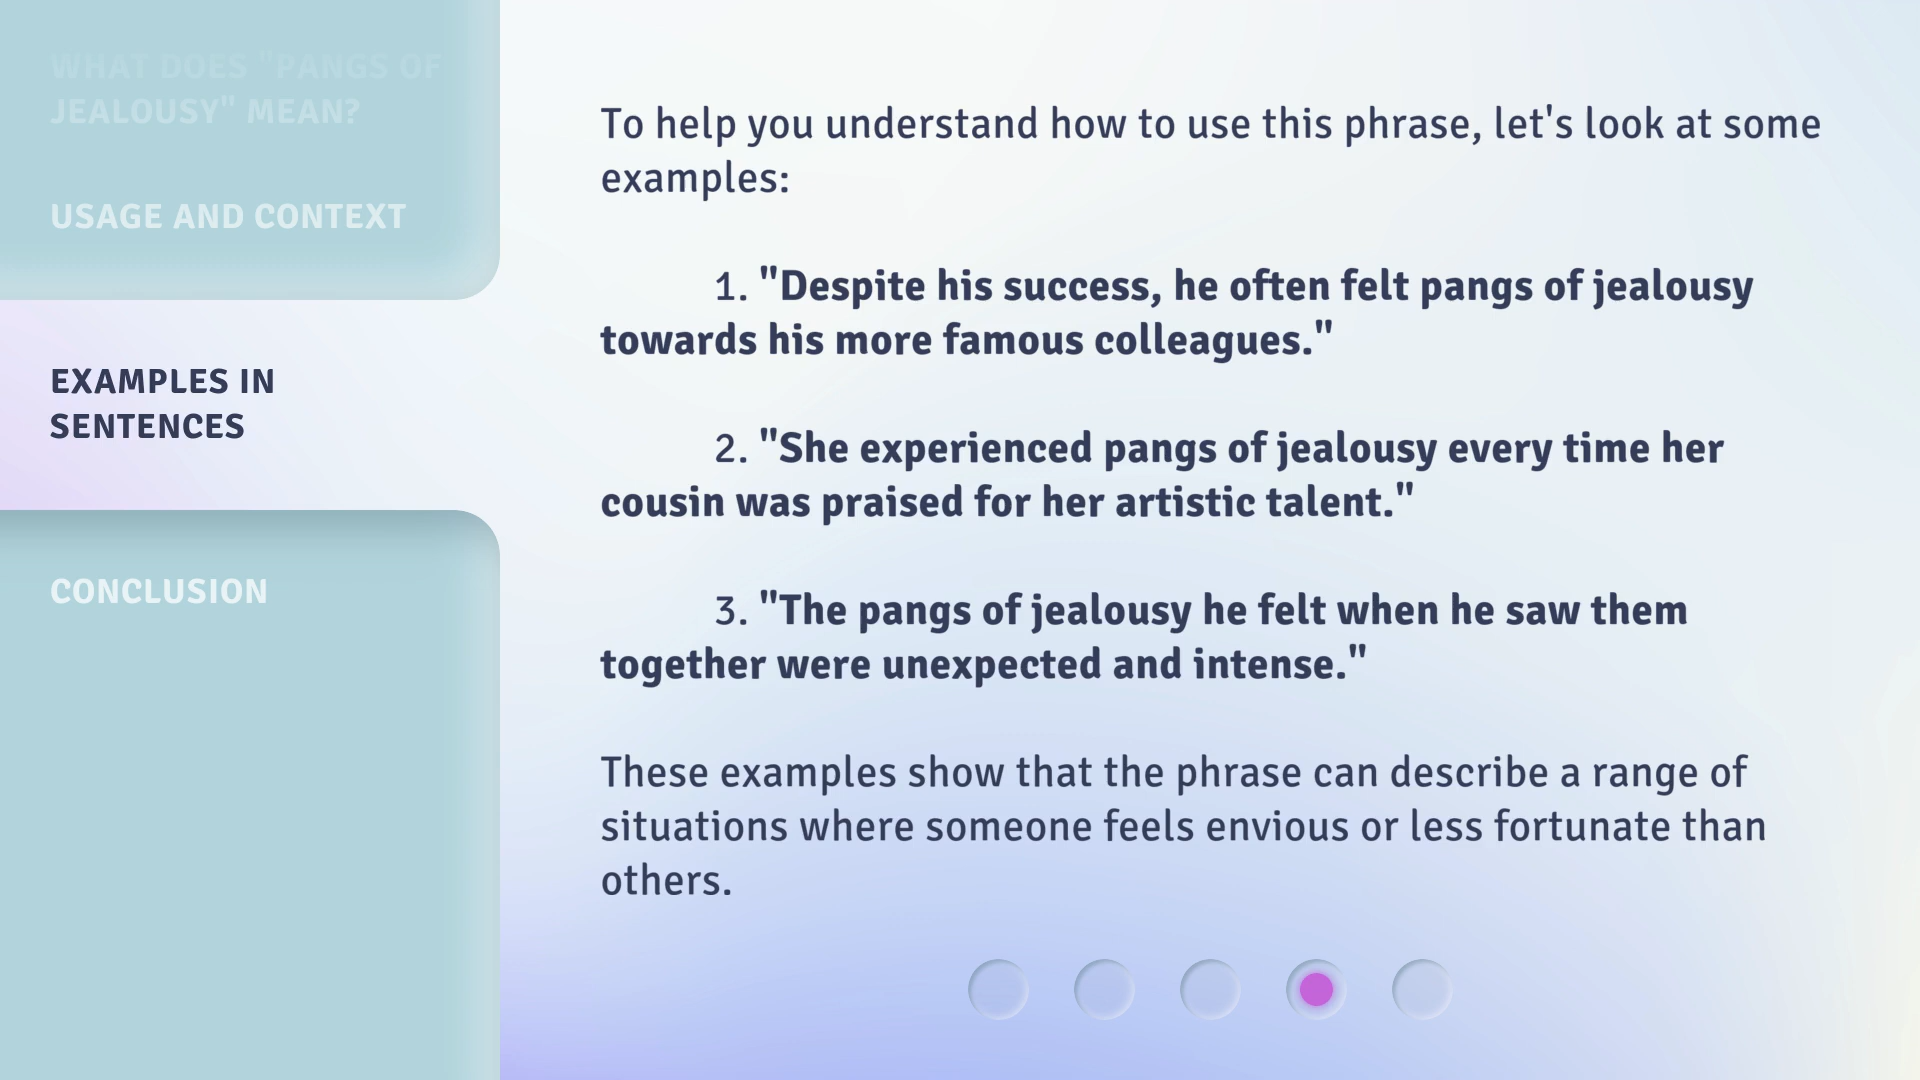 WHAT DOES "PANGS OF
JEALOUSY" MEAN?
USAGE AND CONTEXT
EXAMPLES IN
SENTENCES
CONCLUSION
To help you understand how to use this phrase, let's look at some
examples:
1. "Despite his success, he often felt pangs of jealousy
towards his more famous colleagues."
2. "She experienced pangs of jealousy every time her
cousin was praised for her artistic talent."
3. "The pangs of jealousy he felt when he saw them
together were unexpected and intense."
These examples show that the phrase can describe a range of
situations where someone feels envious or less fortunate than
others.